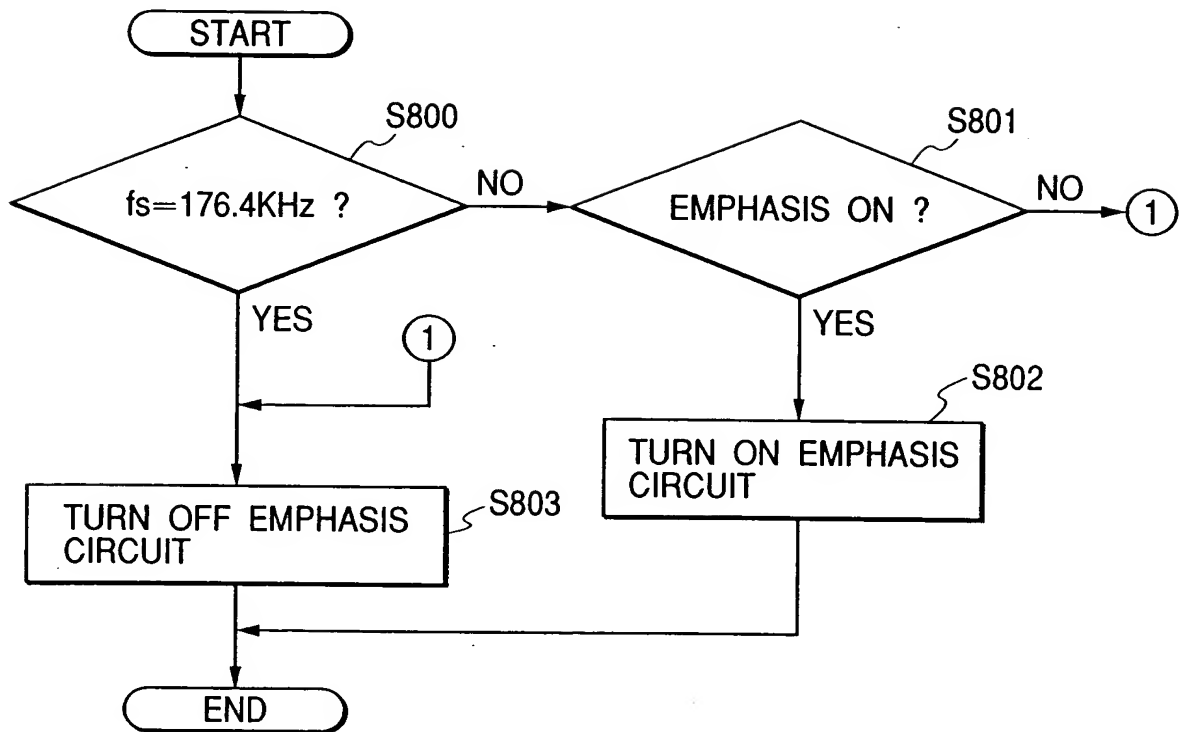 START
S800
fs=176.4KHz ?
NO
S801
EMPHASIS ON ?
NO
1
YES
1
YES
S802
TURN ON EMPHASIS
CIRCUIT
S803
TURN OFF EMPHASIS
CIRCUIT
END